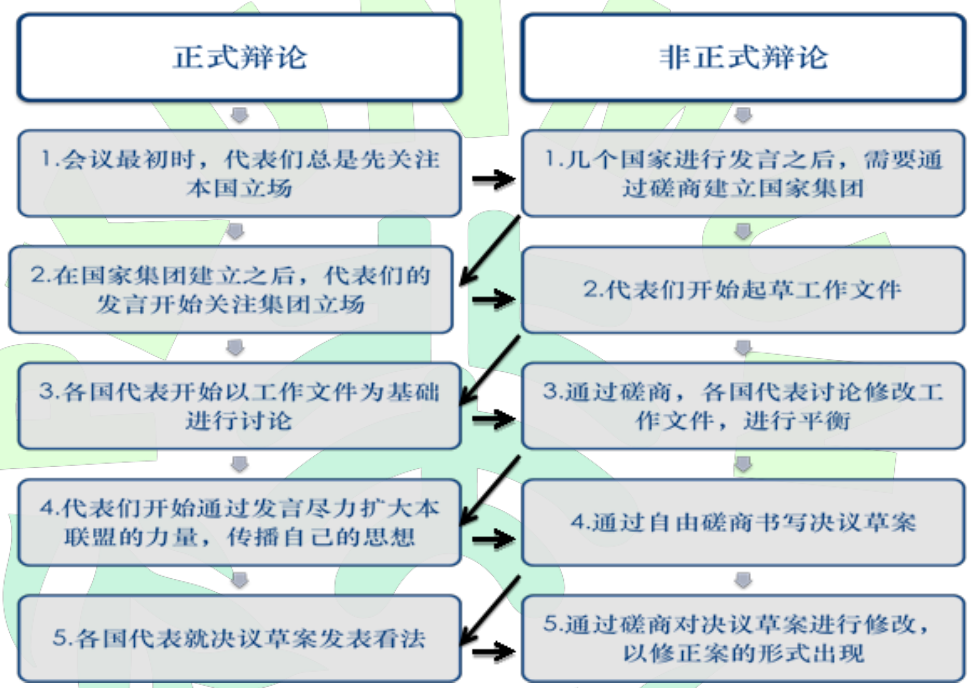 正式辩论
非正式辩论
1.会议最初时，代表们总是先关注
本国立场
1.几个国家进行发言之后，需要通
过磋商建立国家集团
2.在国家集团建立之后，代表们的
发言开始关注集团立场
2.代表们开始起草工作文件
3.各国代表开始以工作文件为基础
进行讨论
3.通过磋商，各国代表讨论修改工
作文件，进行平衡
4.代表们开始通过发言尽力扩大本
联盟的力量，传播自己的思想
4.通过自由磋商书写决议草案
5.各国代表就决议草案发表看法
5.通过磋商对决议草案进行修改，
以修正案的形式出现